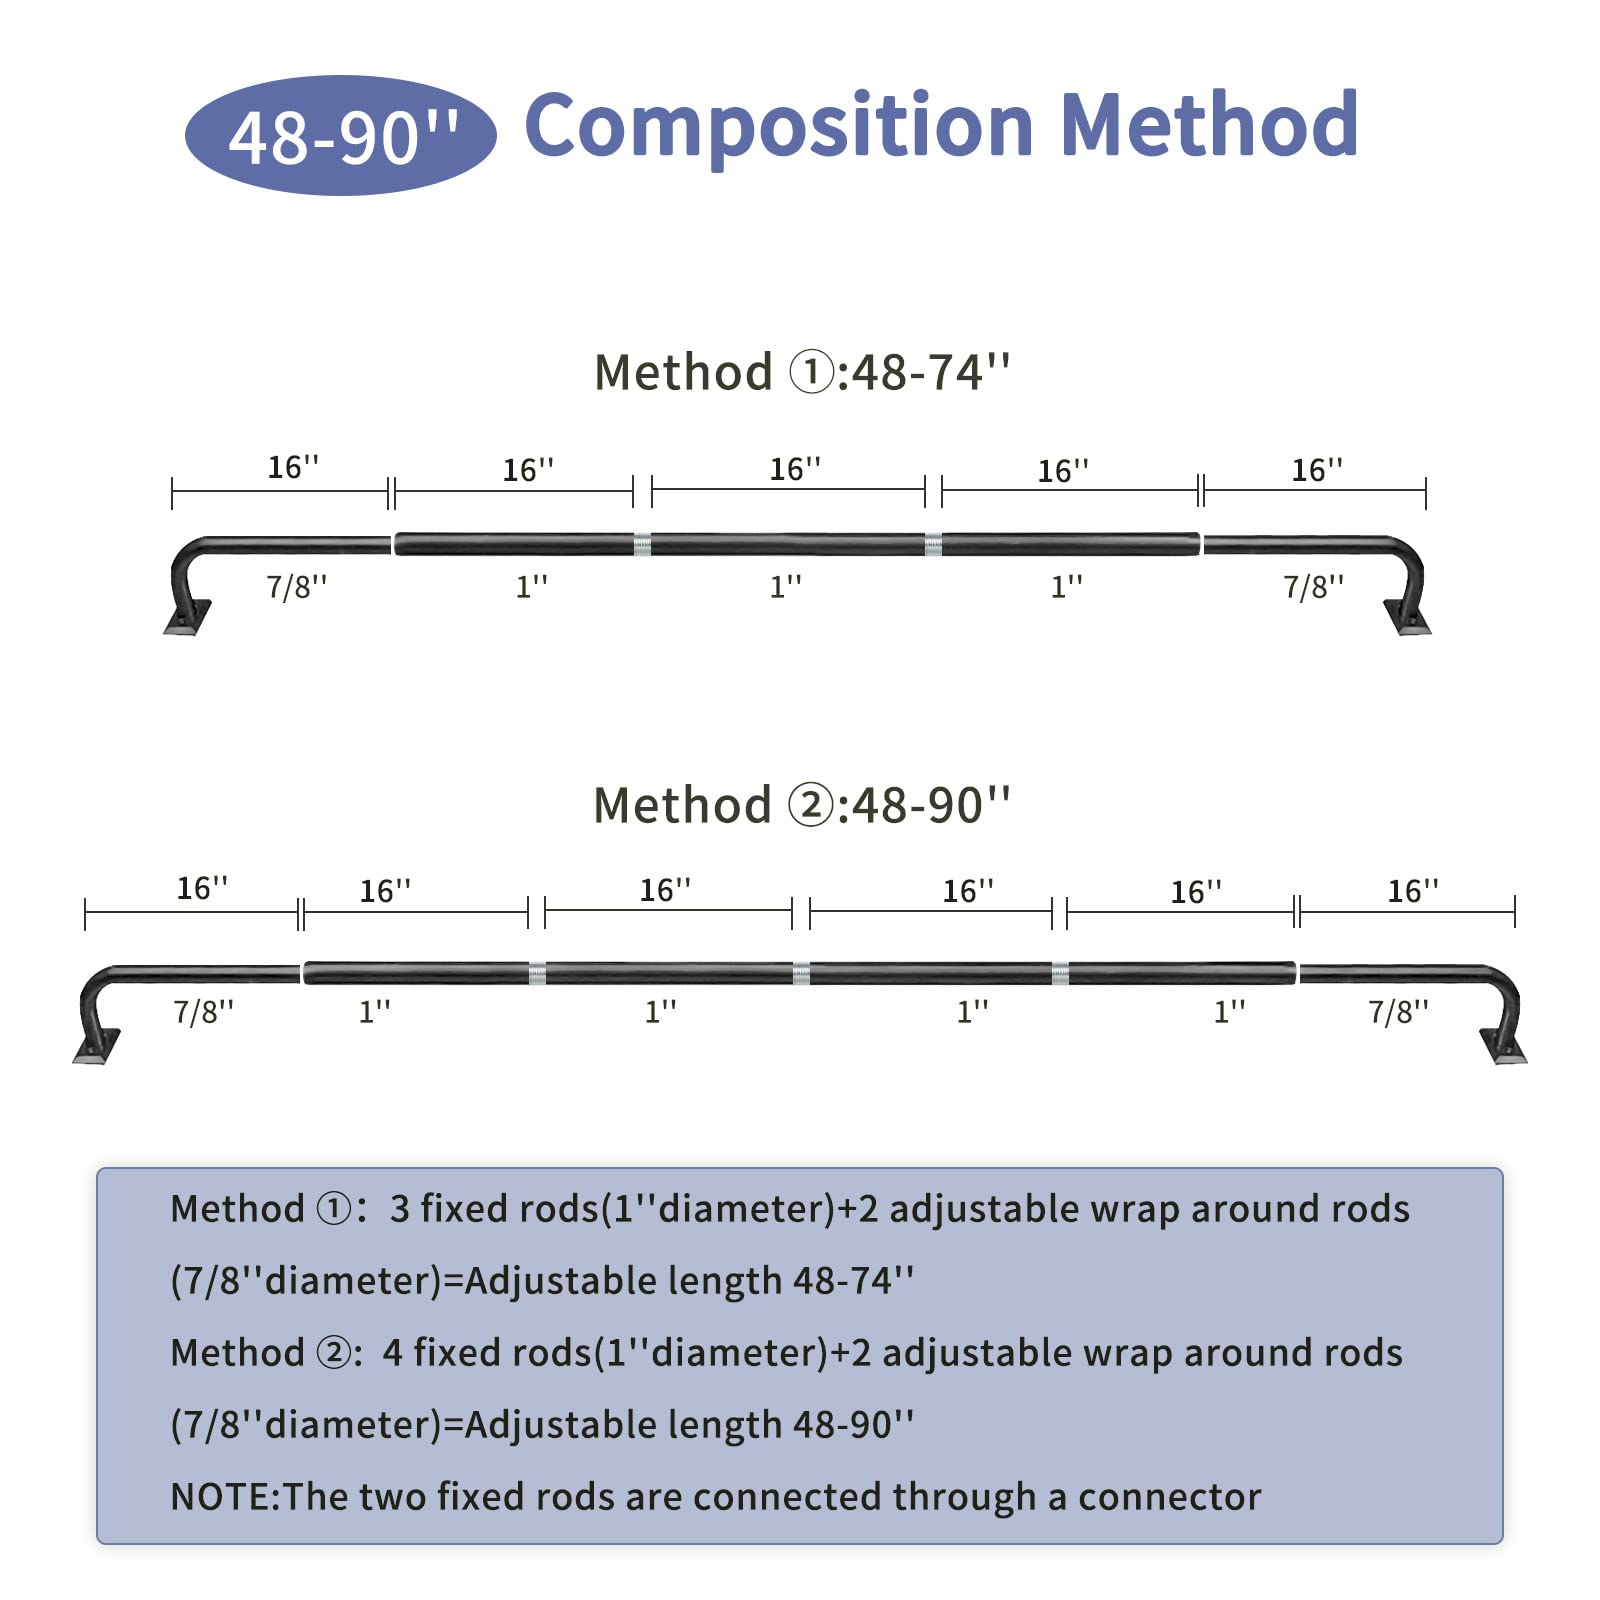 48-90'' Composition Method
Method ①:48-74''
16'' 16'' 16'' 16'' 16''
7/8'' 1'' 1'' 1'' 7/8''
Method ②:48-90''
16'' 16'' 16'' 16'' 16'' 16''
7/8'' 1'' 1'' 1'' 1'' 7/8''
Method ①: 3 fixed rods(1''diameter)+2 adjustable wrap around rods
(7/8''diameter)=Adjustable length 48-74''
Method ②: 4 fixed rods(1''diameter)+2 adjustable wrap around rods
(7/8''diameter)=Adjustable length 48-90''
NOTE:The two fixed rods are connected through a connector